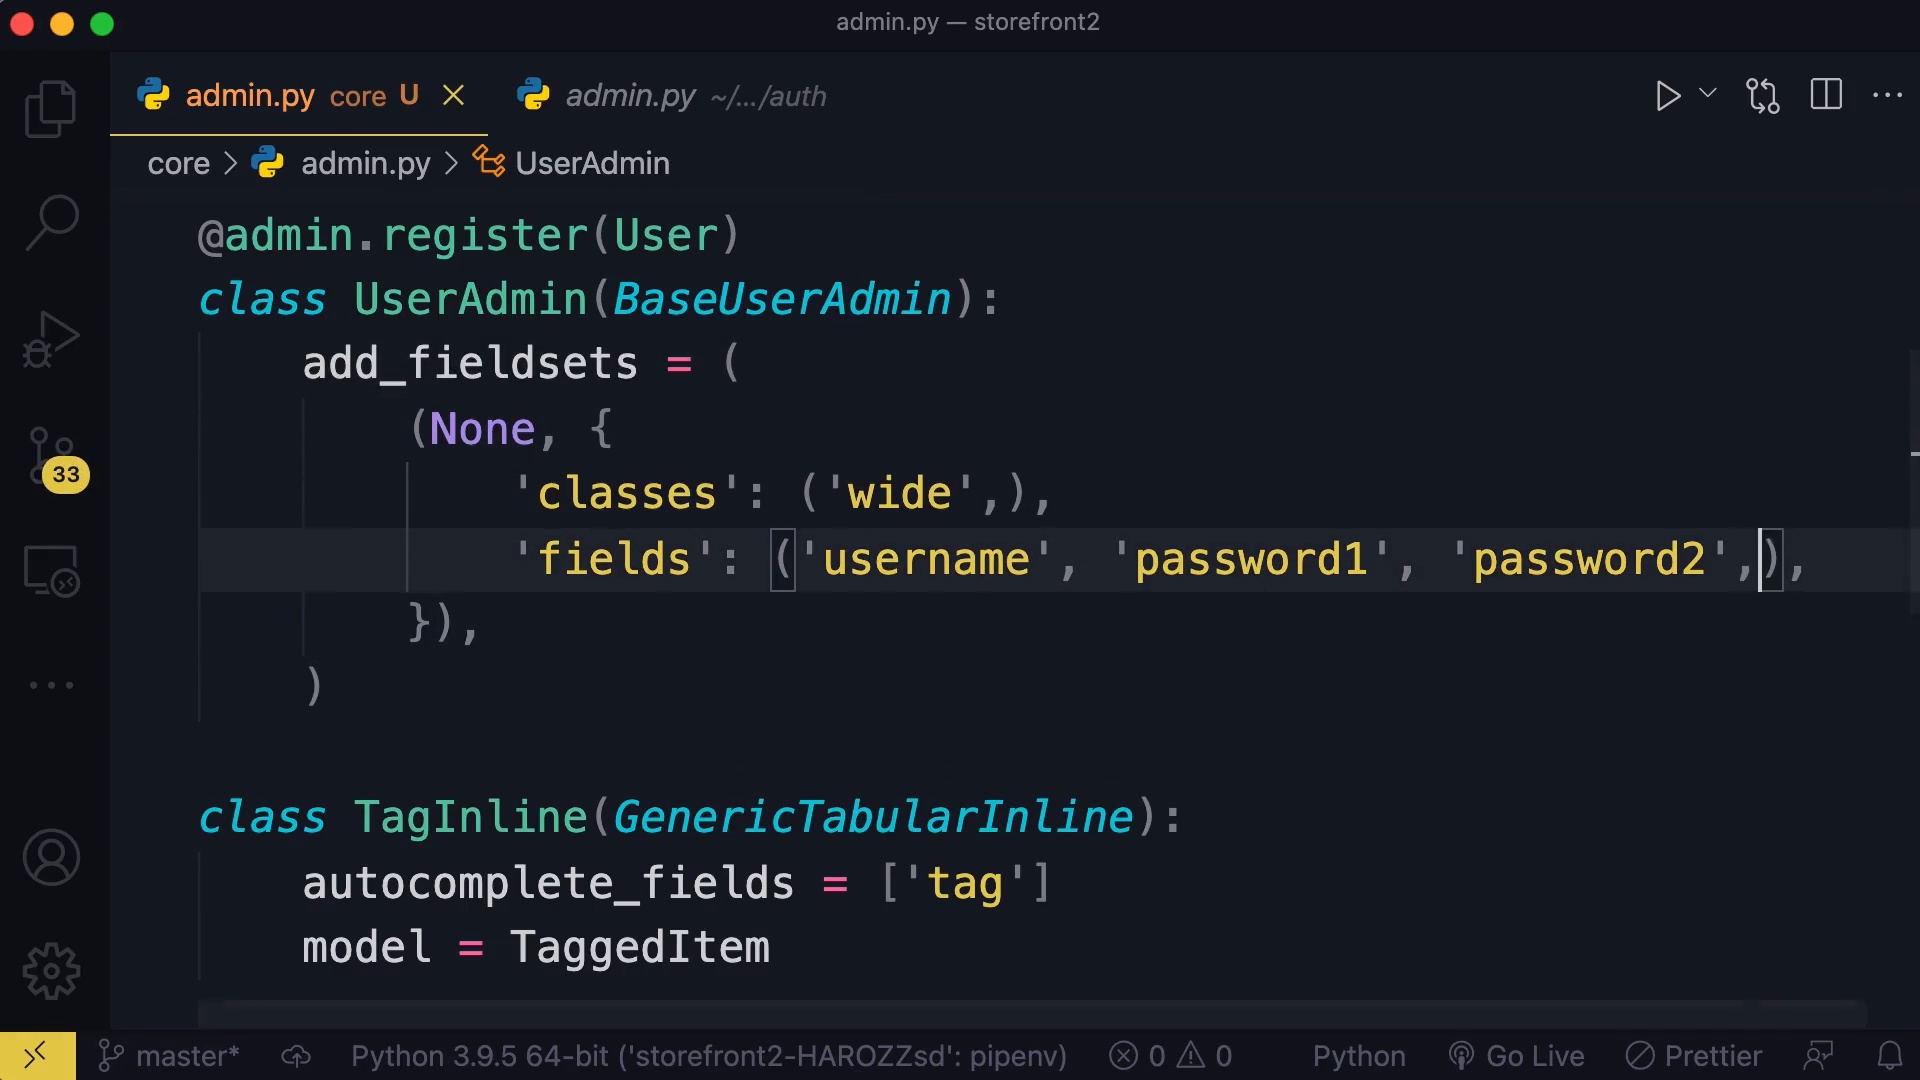 admin.py — storefront2
admin.py core U
admin.py ~/.../auth
core > admin.py > UserAdmin
@admin.register(User)
class UserAdmin(BaseUserAdmin):
add_fieldsets = (
(None, {
'classes': ('wide',),
'fields': ('username', 'password1', 'password2',),
}),
)
class TagInline(GenericTabularInline):
autocomplete_fields = ['tag']
model = TaggedItem
33
master* Python 3.9.5 64-bit ('storefront2-HAROZZsd': pipenv) 0 0 Python Go Live Prettier